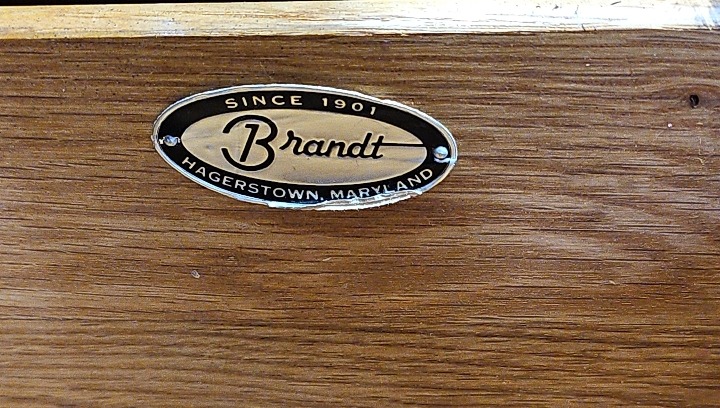 SINCE 1901
Brandt
HAGERSTOWN, MARYLAND